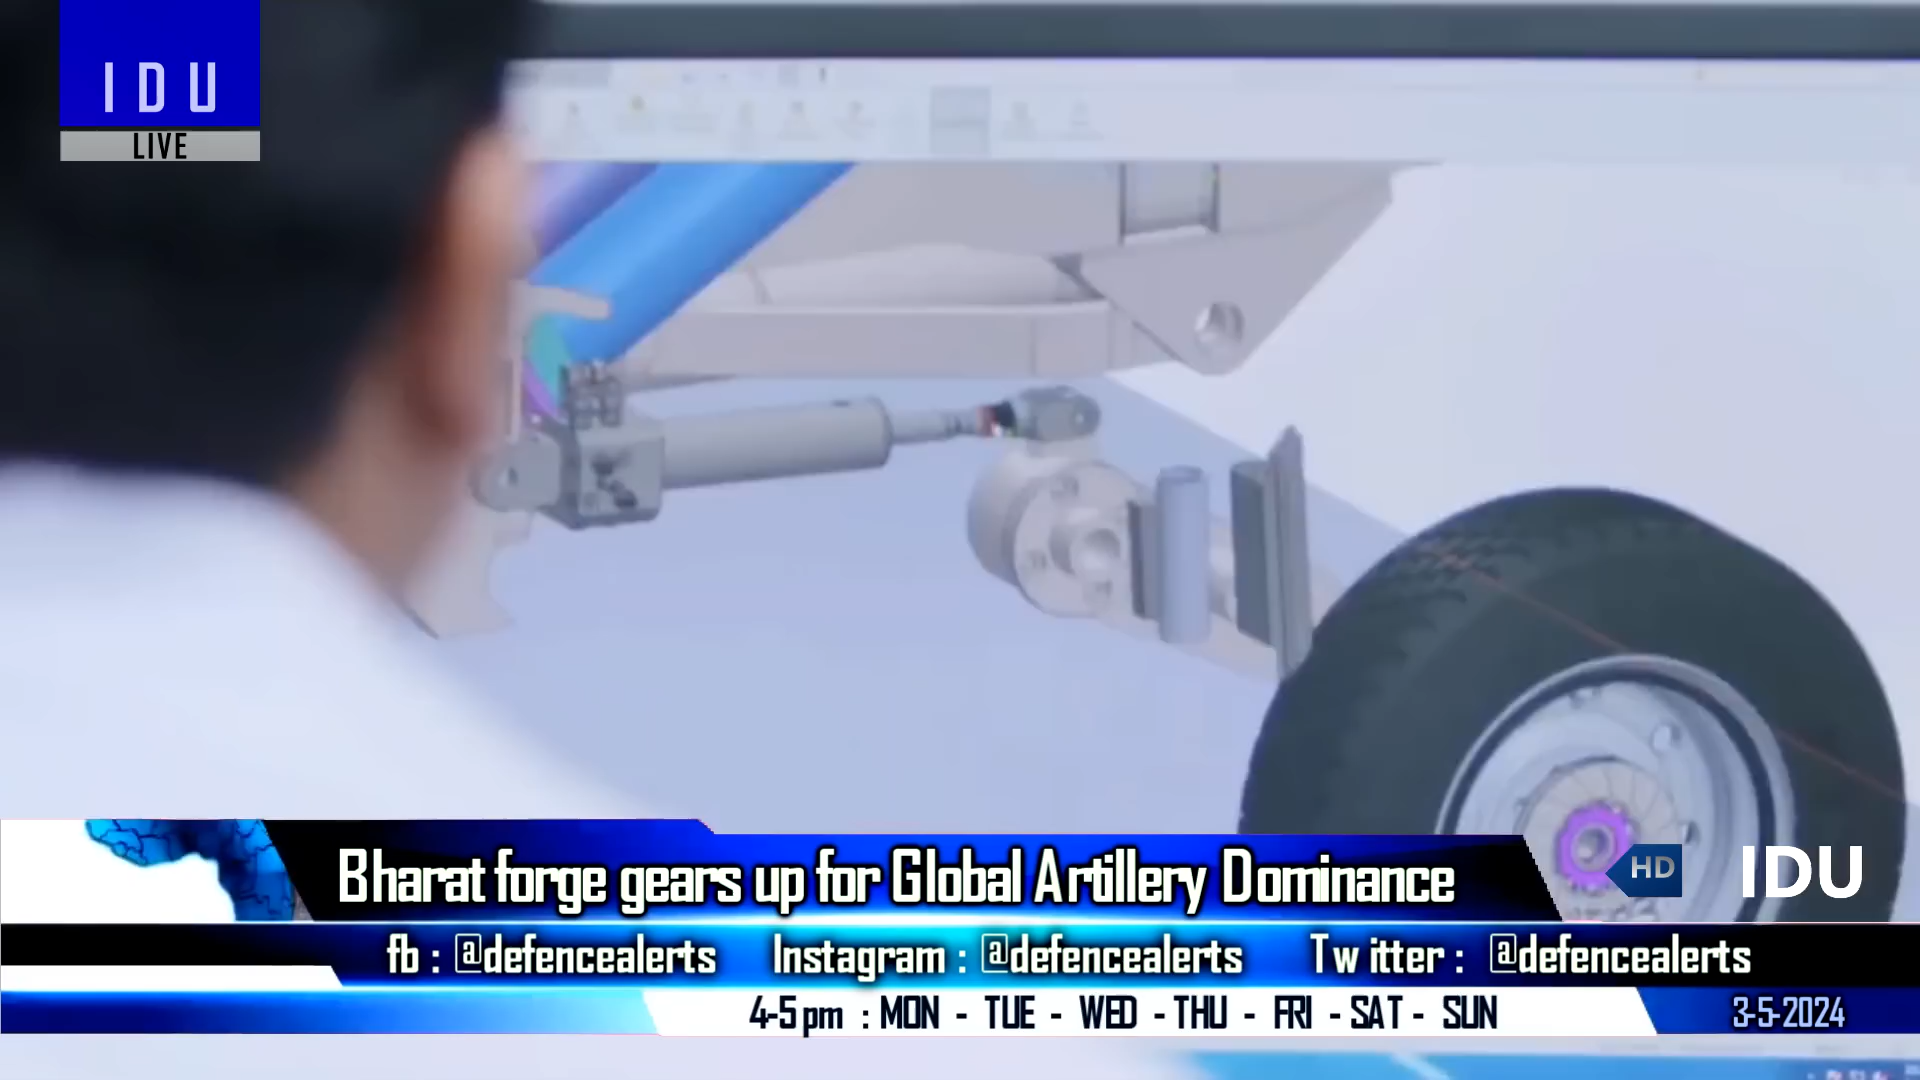 IDU
LIVE
Bharat forge gears up for Global Artillery Dominance
HD IDU
fb : @defencealerts Instagram : @defencealerts Twitter : @defencealerts
4-5 pm : MON - TUE - WED - THU - FRI - SAT - SUN 3-5-2024